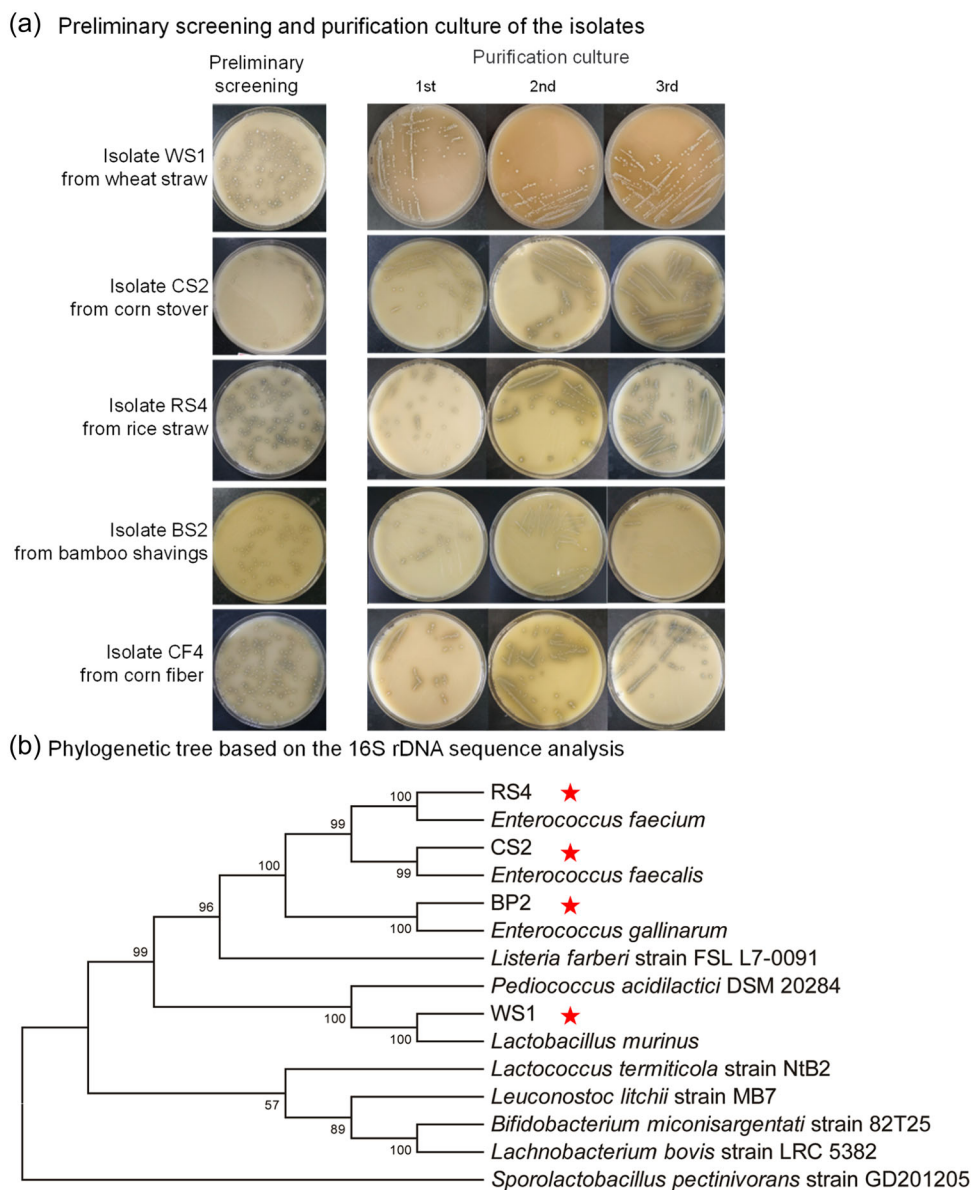 (a) Preliminary screening and purification culture of the isolates
Preliminary
screening
Purification culture
1st 2nd 3rd
Isolate WS1
from wheat straw
Isolate CS2
from corn stover
Isolate RS4
from rice straw
Isolate BS2
from bamboo shavings
Isolate CF4
from corn fiber
(b) Phylogenetic tree based on the 16S rDNA sequence analysis
100
RS4
Enterococcus faecium
99
CS2
99
Enterococcus faecalis
100
BP2
100
Enterococcus gallinarum
96
Listeria farberi strain FSL L7-0091
99
Pediococcus acidilactici DSM 20284
100
WS1
100
Lactobacillus murinus
Lactococcus termiticola strain NtB2
57
Leuconostoc litchii strain MB7
89
Bifidobacterium miconisargentati strain 82T25
100
Lachnobacterium bovis strain LRC 5382
Sporolactobacillus pectinivorans strain GD201205